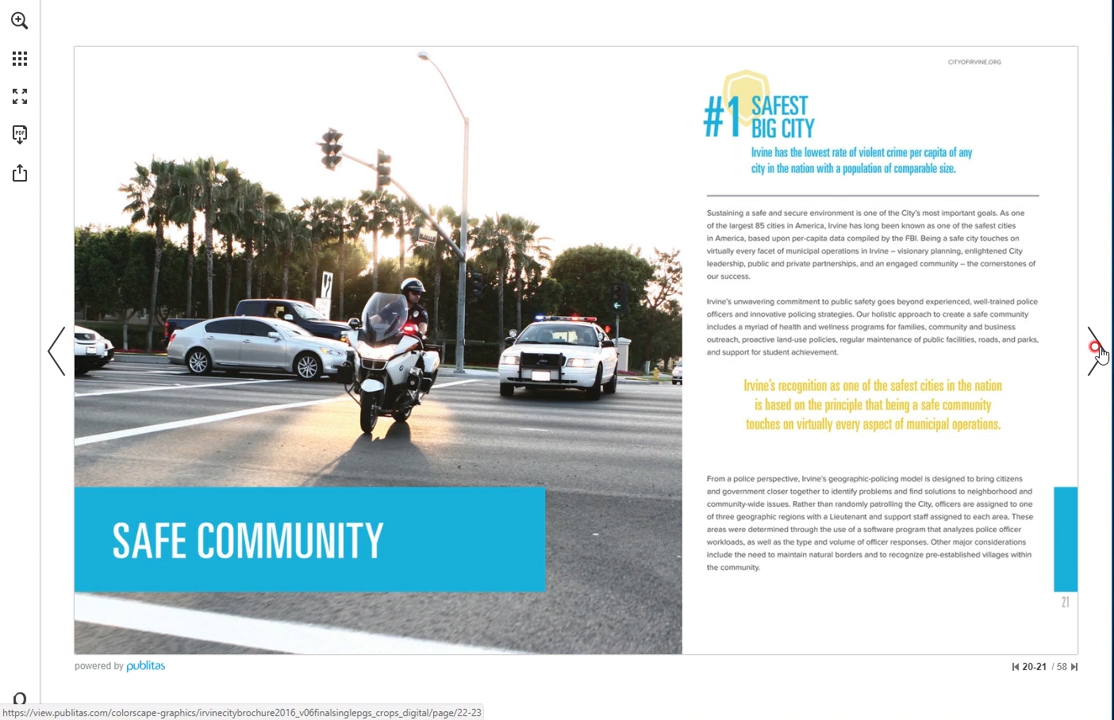 CITYOFIRVINE.ORG
#1 SAFEST
BIG CITY
Irvine has the lowest rate of violent crime per capita of any
city in the nation with a population of comparable size.
Sustaining a safe and secure environment is one of the City's most important goals. As one
of the largest 85 cities in America, Irvine has long been known as one of the safest cities
in America, based upon per-capita data compiled by the FBI. Being a safe city touches on
virtually every facet of municipal operations in Irvine – visionary planning, enlightened City
leadership, public and private partnerships, and an engaged community – the cornerstones of
our success.
Irvine's unwavering commitment to public safety goes beyond experienced, well-trained police
officers and innovative policing strategies. Our holistic approach to create a safe community
includes a myriad of health and wellness programs for families, community and business
outreach, proactive land-use policies, regular maintenance of public facilities, roads, and parks,
and support for student achievement.
Irvine's recognition as one of the safest cities in the nation
is based on the principle that being a safe community
touches on virtually every aspect of municipal operations.
From a police perspective, Irvine's geographic-policing model is designed to bring citizens
and government closer together to identify problems and find solutions to neighborhood and
community-wide issues. Rather than randomly patrolling the City, officers are assigned to one
of three geographic regions with a Lieutenant and support staff assigned to each area. These
areas were determined through the use of a software program that analyzes police officer
workloads, as well as the type and volume of officer responses. Other major considerations
include the need to maintain natural borders and to recognize pre-established villages within
the community.
SAFE COMMUNITY
21
powered by publitas
20-21 / 58
PDF
https://view.publitas.com/colorscape-graphics/irvinecitybrochure2016_v06finalsinglepgs_crops_digital/page/22-23